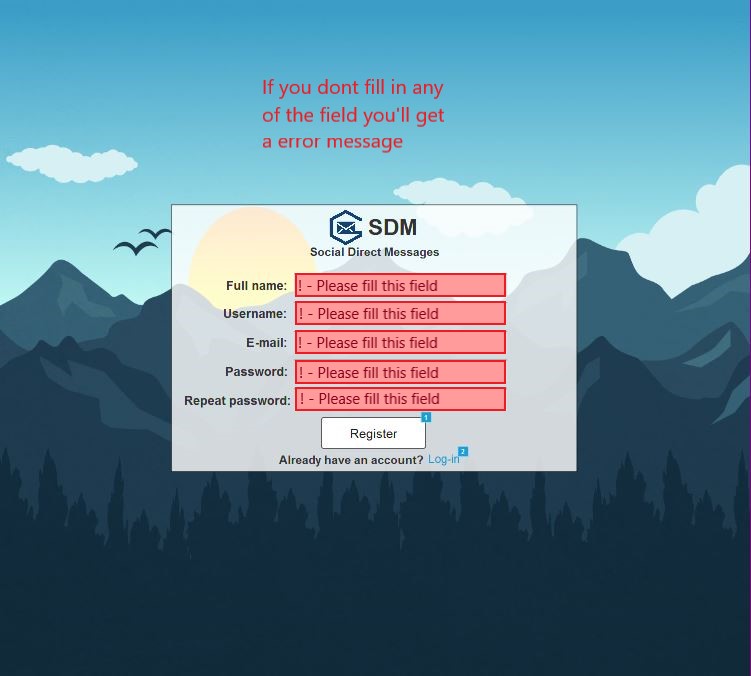 If you dont fill in any
of the field you'll get
a error message
SDM
Social Direct Messages
Full name: ! - Please fill this field
Username: ! - Please fill this field
E-mail: ! - Please fill this field
Password: ! - Please fill this field
Repeat password: ! - Please fill this field
1
Register
2
Already have an account? Log-in